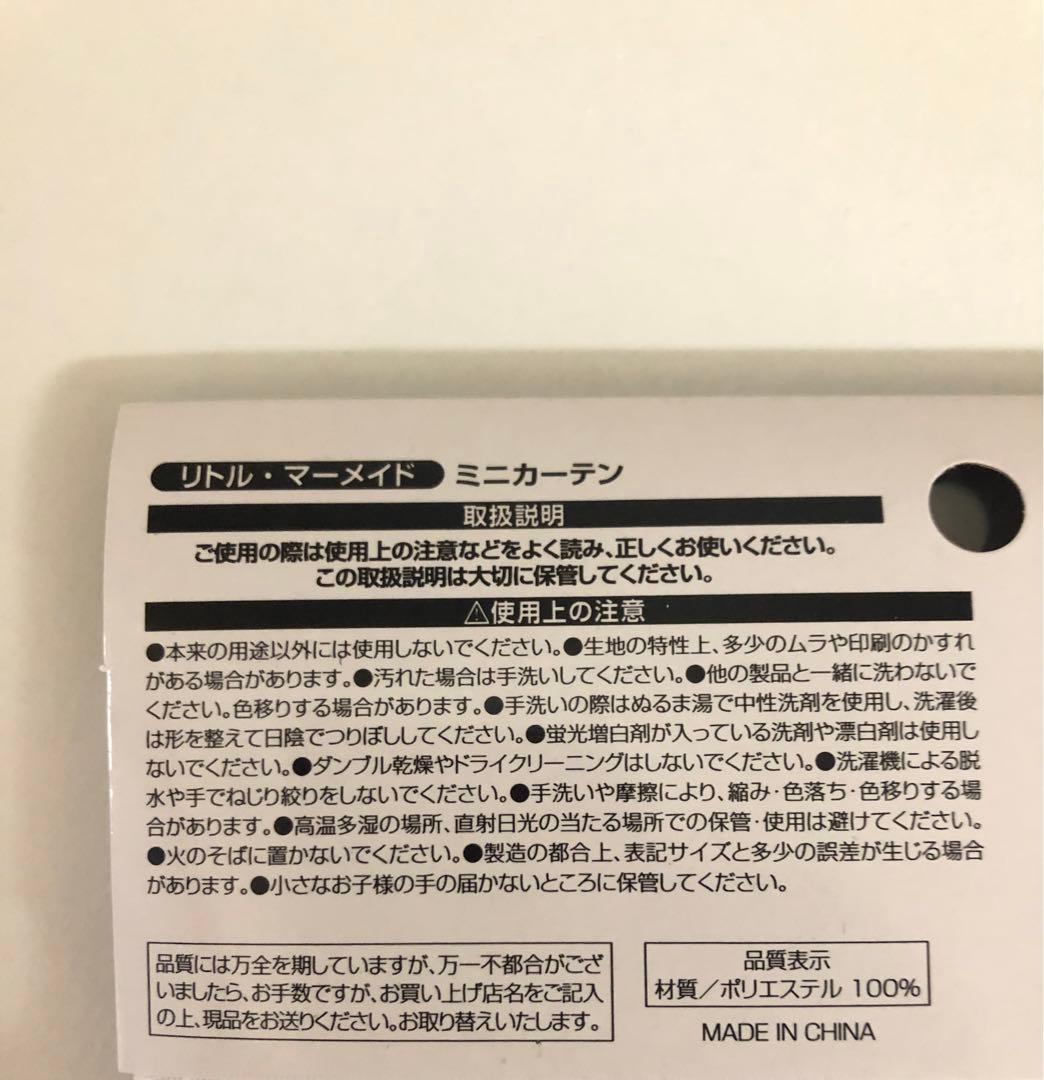 リトル・マーメイド ミニカーテン
取扱説明
ご使用の際は使用上の注意などをよく読み、正しくお使いください。
この取扱説明は大切に保管してください。
⚠使用上の注意
●本来の用途以外には使用しないでください。●生地の特性上、多少のムラや印刷のかすれ
がある場合があります。●汚れた場合は手洗いしてください。●他の製品と一緒に洗わないで
ください。色移りする場合があります。●手洗いの際はぬるま湯で中性洗剤を使用し、洗濯後
は形を整えて日陰でつりぼししてください。●蛍光増白剤が入っている洗剤や漂白剤は使用し
ないでください。●タンブル乾燥やドライクリーニングはしないでください。●洗濯機による脱
水や手でねじり絞りをしないでください。●手洗いや摩擦により、縮み・色落ち・色移りする場
合があります。●高温多湿の場所、直射日光の当たる場所での保管・使用は避けてください。
●火のそばに置かないでください。●製造の都合上、表記サイズと多少の誤差が生じる場合
があります。●小さなお子様の手の届かないところに保管してください。
品質には万全を期していますが、万一不都合がござ
いましたら、お手数ですが、お買い上げ店名をご記入
の上、現品をお送りください。お取り替えいたします。
品質表示
材質／ポリエステル 100%
MADE IN CHINA